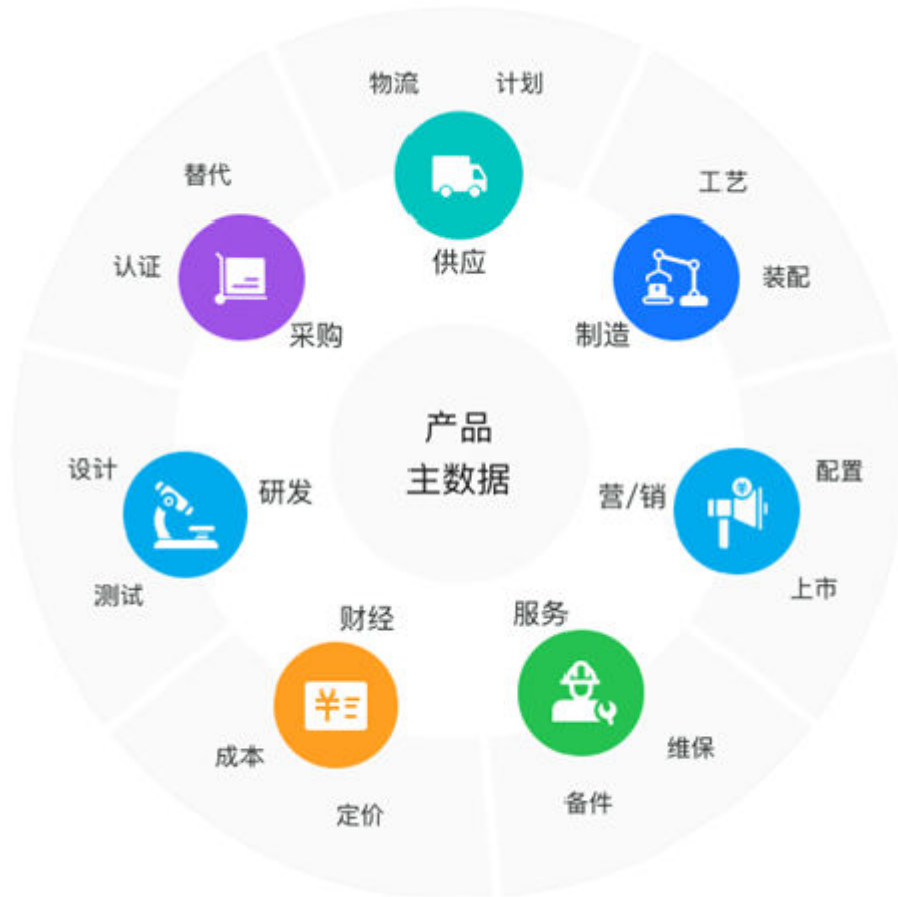 物流
计划
供应
工艺
装配
制造
替代
认证
采购
产品
主数据
设计
测试
研发
营/销
配置
上市
财经
成本
定价
服务
维保
备件